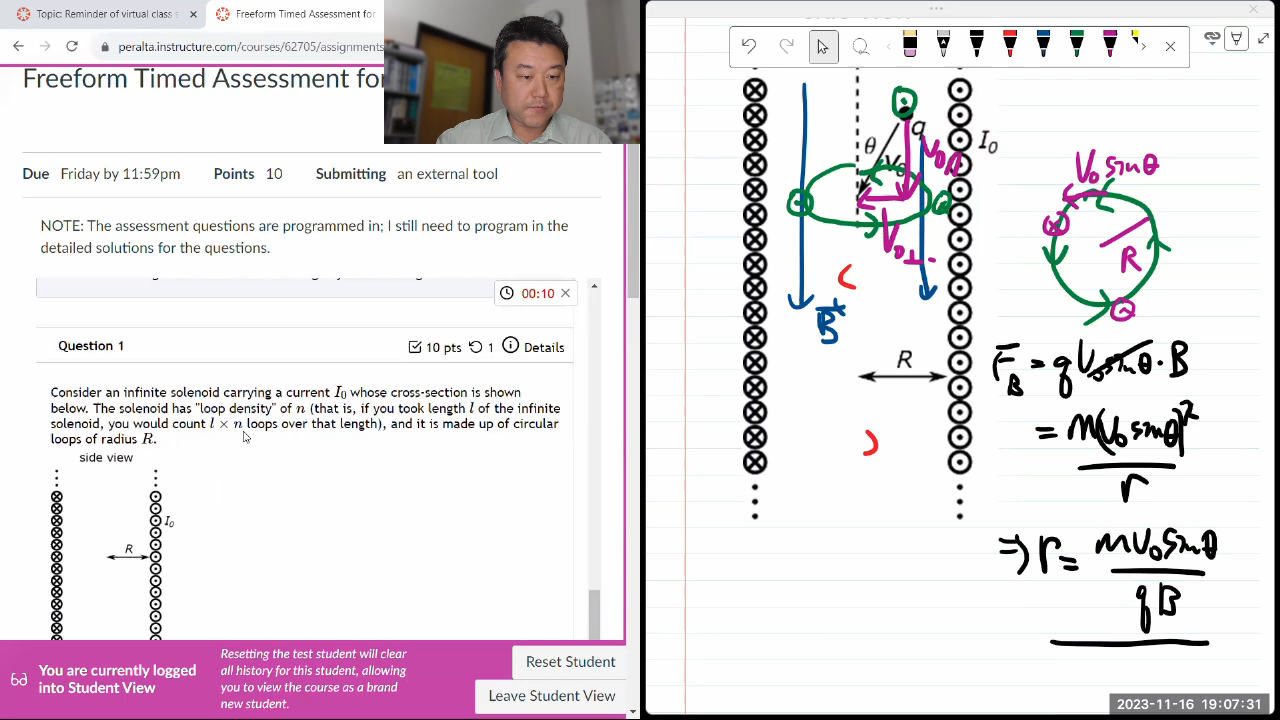 Topic: Reminder of virtual class s
Freeform Timed Assessment for
peralta.instructure.com/courses/62705/assignments
Freeform Timed Assessment for
Due Friday by 11:59pm Points 10 Submitting an external tool
NOTE: The assessment questions are programmed in; I still need to program in the
detailed solutions for the questions.
00:10
Question 1
10 pts 1 Details
Consider an infinite solenoid carrying a current I₀ whose cross-section is shown
below. The solenoid has "loop density" of n (that is, if you took length l of the infinite
solenoid, you would count l × n loops over that length), and it is made up of circular
loops of radius R.
side view
I₀
R
You are currently logged
into Student View
Resetting the test student will clear
all history for this student, allowing
you to view the course as a brand
new student.
Reset Student
Leave Student View
q
θ
I₀
V₀
V₀∥
V₀⊥
B
R
V₀ sinθ
R
F_B = q V₀ sinθ · B
= m(V₀ sinθ)²
r
⇒ r = mV₀ sinθ
qB
2023-11-16 19:07:31